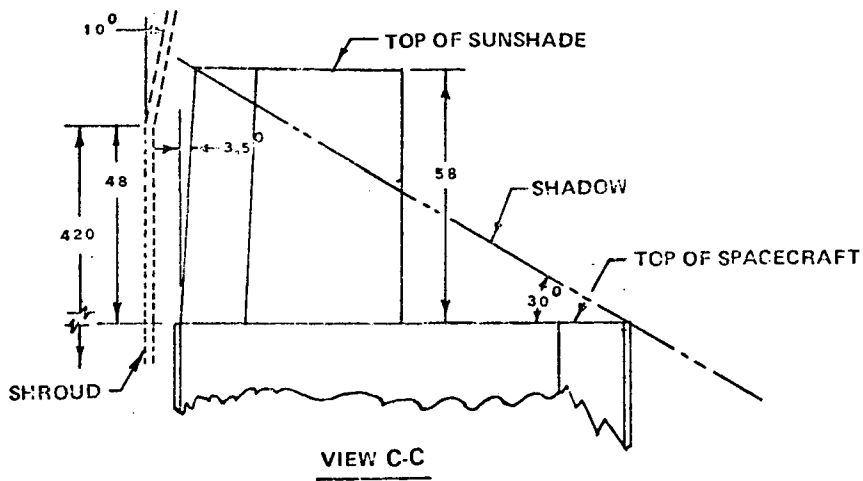 10°
TOP OF SUNSHADE
3.5°
48
58
SHADOW
420
TOP OF SPACECRAFT
30°
SHROUD
VIEW C-C